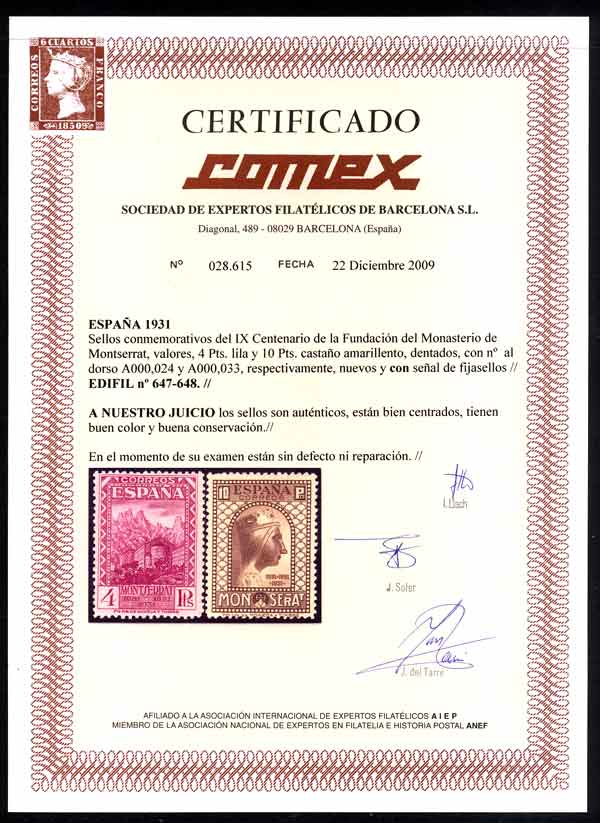 6 CUARTOS
CORREOS
FRANCO
1850
CERTIFICADO
comex
SOCIEDAD DE EXPERTOS FILATÉLICOS DE BARCELONA S.L.
Diagonal, 489 - 08029 BARCELONA (España)
Nº 028.615 FECHA 22 Diciembre 2009
ESPAÑA 1931
Sellos conmemorativos del IX Centenario de la Fundación del Monasterio de
Montserrat, valores, 4 Pts. lila y 10 Pts. castaño amarillento, dentados, con nº al
dorso A000,024 y A000,033, respectivamente, nuevos y con señal de fijasellos //
EDIFIL nº 647-648. //
A NUESTRO JUICIO los sellos son auténticos, están bien centrados, tienen
buen color y buena conservación.//
En el momento de su examen están sin defecto ni reparación. //
CORREOS
ESPAÑA
MONTSERRAT
4 PTS
10 ESPAÑA P
CORREOS
MONTSERRAT
I. Llach
J. Soler
J. del Tarre
AFILIADO A LA ASOCIACIÓN INTERNACIONAL DE EXPERTOS FILATÉLICOS A I E P
MIEMBRO DE LA ASOCIACIÓN NACIONAL DE EXPERTOS EN FILATELIA E HISTORIA POSTAL ANEF